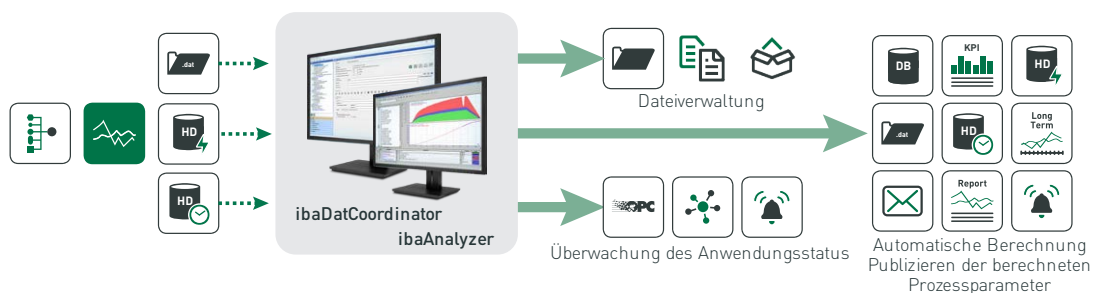 .dat
HD
HD
ibaDatCoordinator
ibaAnalyzer
Dateiverwaltung
OPC
Überwachung des Anwendungsstatus
DB
KPI
HD
.dat
HD
Long
Term
Report
Automatische Berechnung
Publizieren der berechneten
Prozessparameter